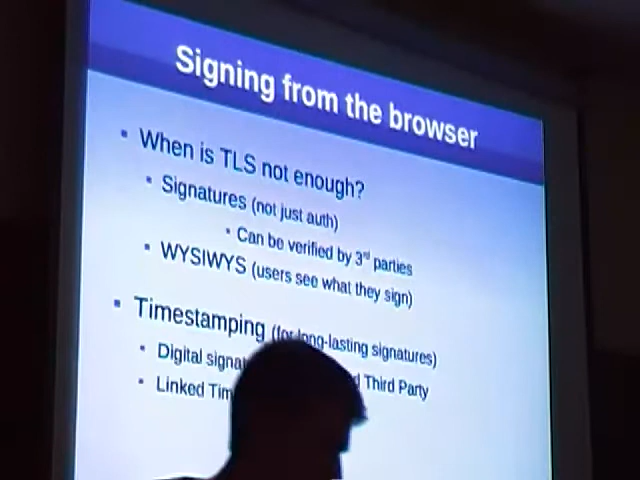 Signing from the browser
When is TLS not enough?
Signatures (not just auth)
Can be verified by 3rd parties
WYSIWYS (users see what they sign)
Timestamping (for long-lasting signatures)
Digital Third Party
Linked